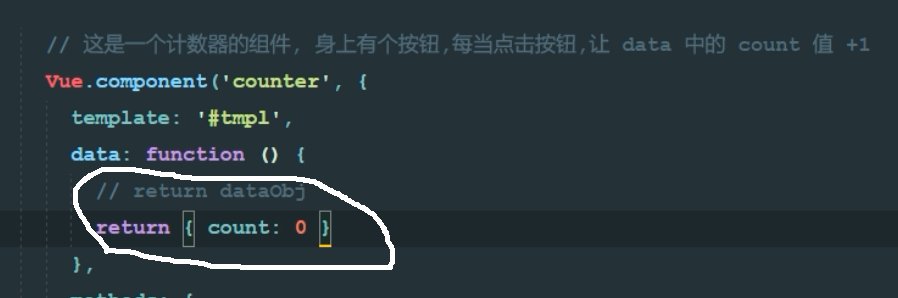 // 这是一个计数器的组件, 身上有个按钮,每当点击按钮,让 data 中的 count 值 +1
Vue.component('counter', {
template: '#tmpl',
data: function () {
// return dataObj
return { count: 0 }
},
methods: {